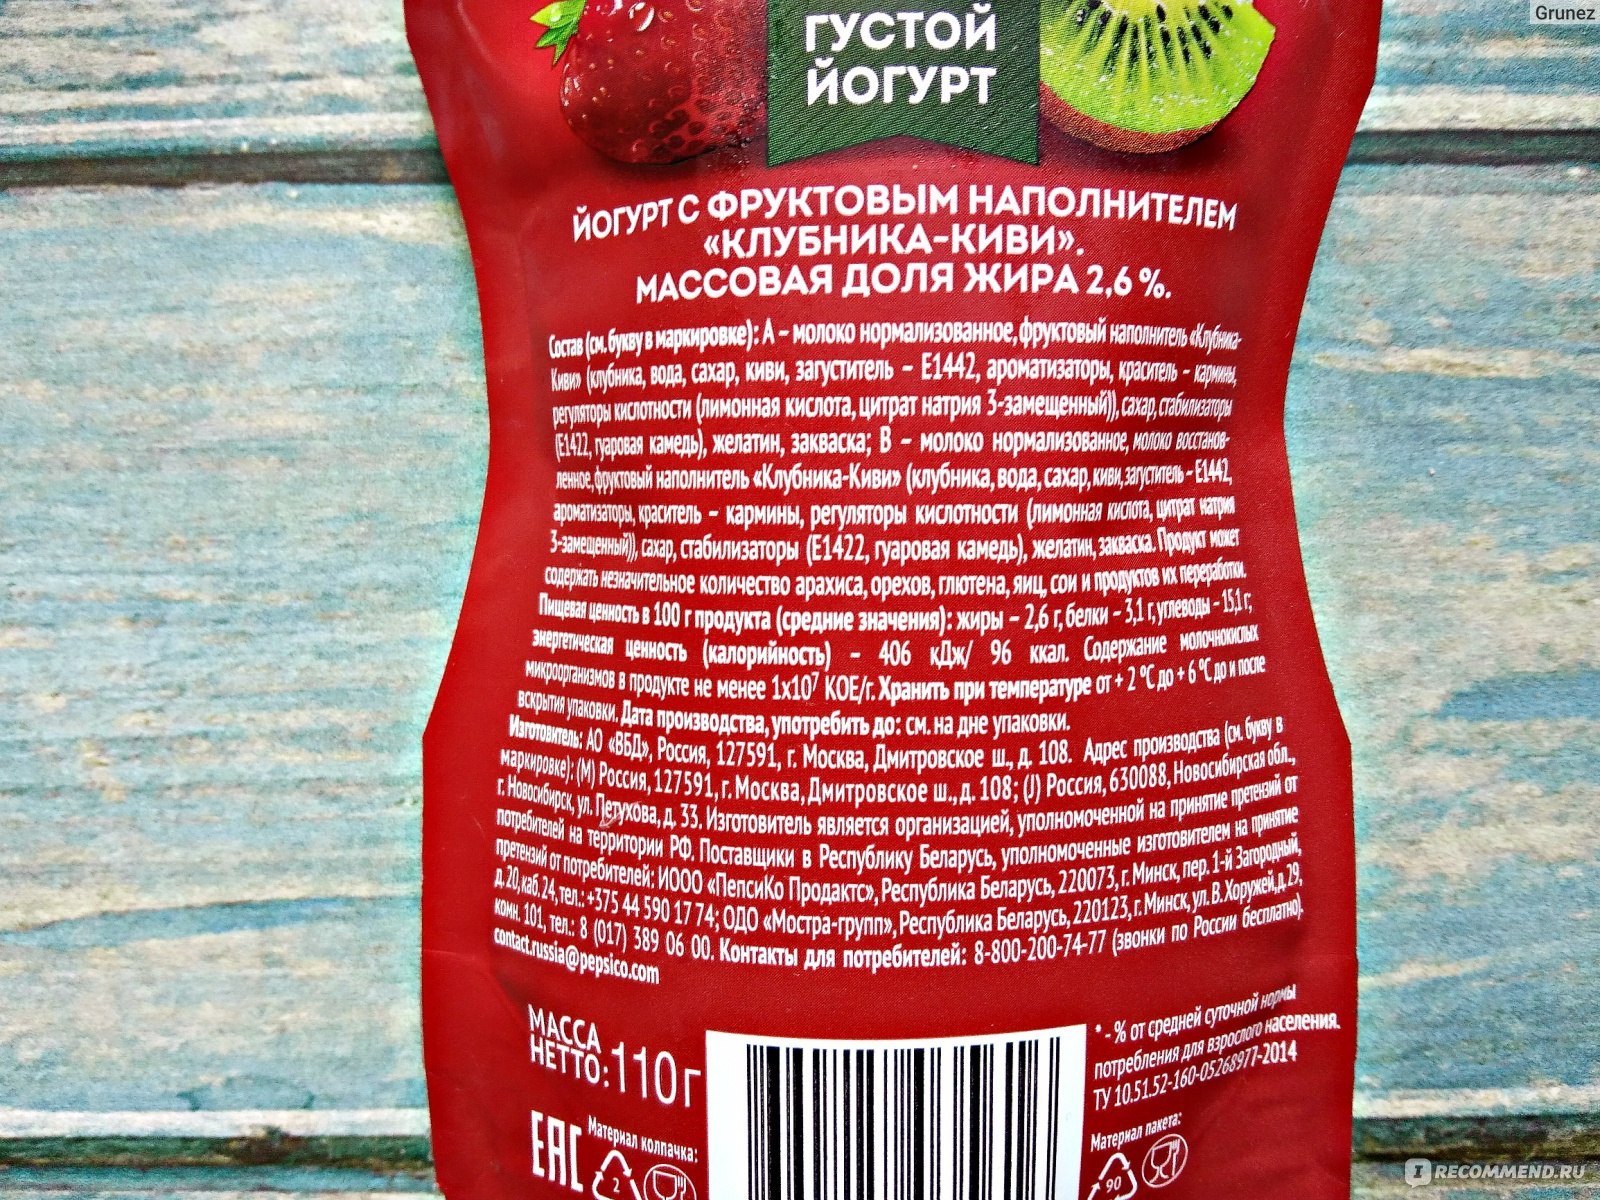 Grunez
ГУСТОЙ
ЙОГУРТ
ЙОГУРТ С ФРУКТОВЫМ НАПОЛНИТЕЛЕМ
«КЛУБНИКА-КИВИ».
МАССОВАЯ ДОЛЯ ЖИРА 2,6 %.
Состав (см. букву в маркировке): А – молоко нормализованное, фруктовый наполнитель «Клубника-
Киви» (клубника, вода, сахар, киви, загуститель – Е1442, ароматизаторы, краситель – кармины,
регуляторы кислотности (лимонная кислота, цитрат натрия 3-замещенный)), сахар, стабилизаторы
(Е1422, гуаровая камедь), желатин, закваска; В – молоко нормализованное, молоко восстанов-
ленное, фруктовый наполнитель «Клубника-Киви» (клубника, вода, сахар, киви, загуститель – Е1442,
ароматизаторы, краситель – кармины, регуляторы кислотности (лимонная кислота, цитрат натрия
3-замещенный)), сахар, стабилизаторы (Е1422, гуаровая камедь), желатин, закваска. Продукт может
содержать незначительное количество арахиса, орехов, глютена, яиц, сои и продуктов их переработки.
Пищевая ценность в 100 г продукта (средние значения): жиры – 2,6 г, белки – 3,1 г, углеводы – 15,1 г;
энергетическая ценность (калорийность) – 406 кДж/ 96 ккал. Содержание молочнокислых
микроорганизмов в продукте не менее 1х10⁷ КОЕ/г. Хранить при температуре от + 2 °С до + 6 °С до и после
вскрытия упаковки. Дата производства, употребить до: см. на дне упаковки.
Изготовитель: АО «ВБД», Россия, 127591, г. Москва, Дмитровское ш., д. 108. Адрес производства (см. букву в
маркировке): (М) Россия, 127591, г. Москва, Дмитровское ш., д. 108; (J) Россия, 630088, Новосибирская обл.,
г. Новосибирск, ул. Петухова, д. 33. Изготовитель является организацией, уполномоченной на принятие претензий от
потребителей на территории РФ. Поставщики в Республику Беларусь, уполномоченные изготовителем на принятие
претензий от потребителей: ИООО «ПепсиКо Продактс», Республика Беларусь, 220073, г. Минск, пер. 1-й Загородный,
д. 20, каб. 24, тел.: +375 44 590 17 74; ОДО «Мостра-групп», Республика Беларусь, 220123, г. Минск, ул. В. Хоружей, д. 29,
комн. 101, тел.: 8 (017) 389 06 00. Контакты для потребителей: 8-800-200-74-77 (звонки по России бесплатно).
contact.russia@pepsico.com
МАССА
НЕТТО: 110 г
* - % от средней суточной нормы
потребления для взрослого населения.
ТУ 10.51.52-160-05268977-2014
ЕАС
Материал колпачка:
2
Материал пакета:
90
IRECOMMEND.RU